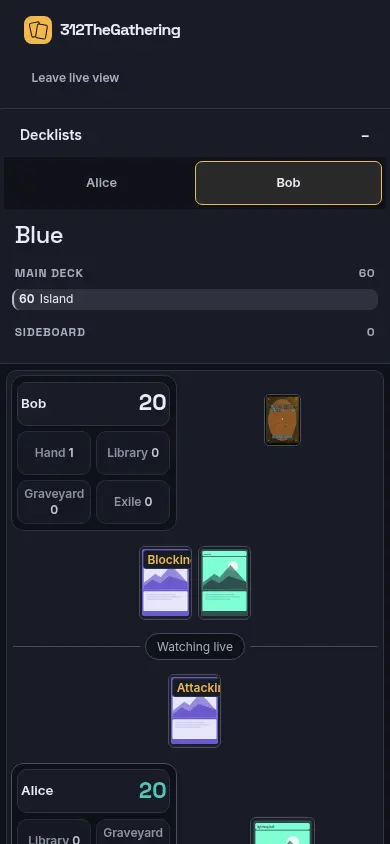 312TheGathering
Leave live view
Decklists −
Alice Bob
Blue
MAIN DECK 60
60 Island
SIDEBOARD 0
Bob 20
Hand 1 Library 0
Graveyard 0 Exile 0
Blockin
Watching live
Attackin
Alice 20
Library 0 Graveyard